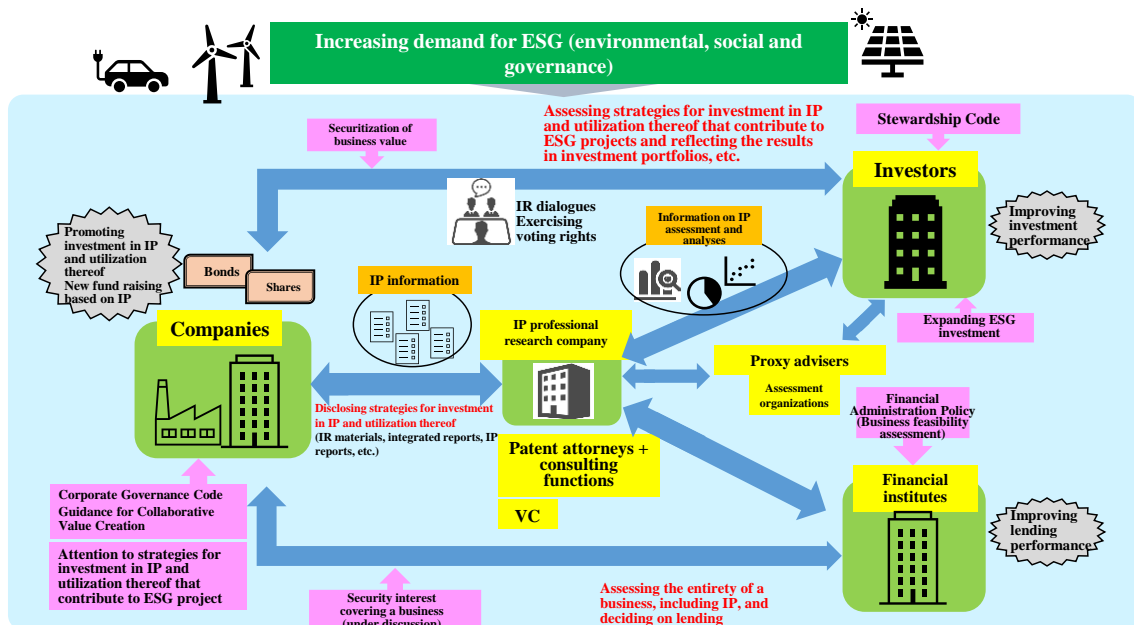 Increasing demand for ESG (environmental, social and
governance)
Assessing strategies for investment in IP
and utilization thereof that contribute to
ESG projects and reflecting the results
in investment portfolios, etc.
Stewardship Code
Securitization of
business value
Investors
IR dialogues
Exercising
voting rights
Information on IP
assessment and
analyses
Improving
investment
performance
Promoting
investment in IP
and utilization
thereof
New fund raising
based on IP
Bonds
Shares
IP information
Companies
IP professional
research company
Expanding ESG
investment
Proxy advisers
Assessment
organizations
Financial
Administration Policy
(Business feasibility
assessment)
Disclosing strategies for investment
in IP and utilization thereof
(IR materials, integrated reports, IP
reports, etc.)
Patent attorneys +
consulting
functions
VC
Financial
institutes
Corporate Governance Code
Guidance for Collaborative
Value Creation
Attention to strategies for
investment in IP and
utilization thereof that
contribute to ESG project
Improving
lending
performance
Security interest
covering a business
(under discussion)
Assessing the entirety of a
business, including IP, and
deciding on lending